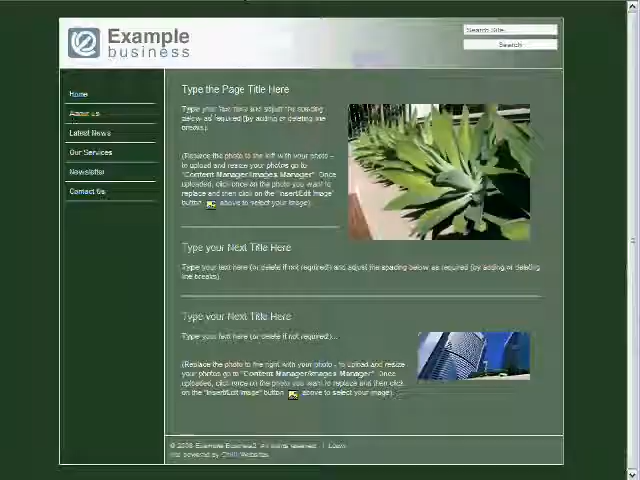 Example
business
Search Site..
Search
Home
About us
Latest News
Our Services
Newsletter
Contact Us
Type the Page Title Here
Type your text here and adjust the spacing
below as required (by adding or deleting line
breaks).
(Replace the photo to the left with your photo -
to upload and resize your photos go to
"Content Manager/Images Manager". Once
uploaded, click once on the photo you want to
replace and then click on the "Insert/Edit Image"
button above to select your image).
Type your Next Title Here
Type your text here (or delete if not required) and adjust the spacing below as required (by adding or deleting
line breaks).
Type your Next Title Here
Type your text here (or delete if not required)...
(Replace the photo to the right with your photo - to upload and resize
your photos go to "Content Manager/Images Manager". Once
uploaded, click once on the photo you want to replace and then click
on the "Insert/Edit Image" button above to select your image).
© 2008 Example Business2. All rights reserved. | Login
Site powered by Chilli Websites